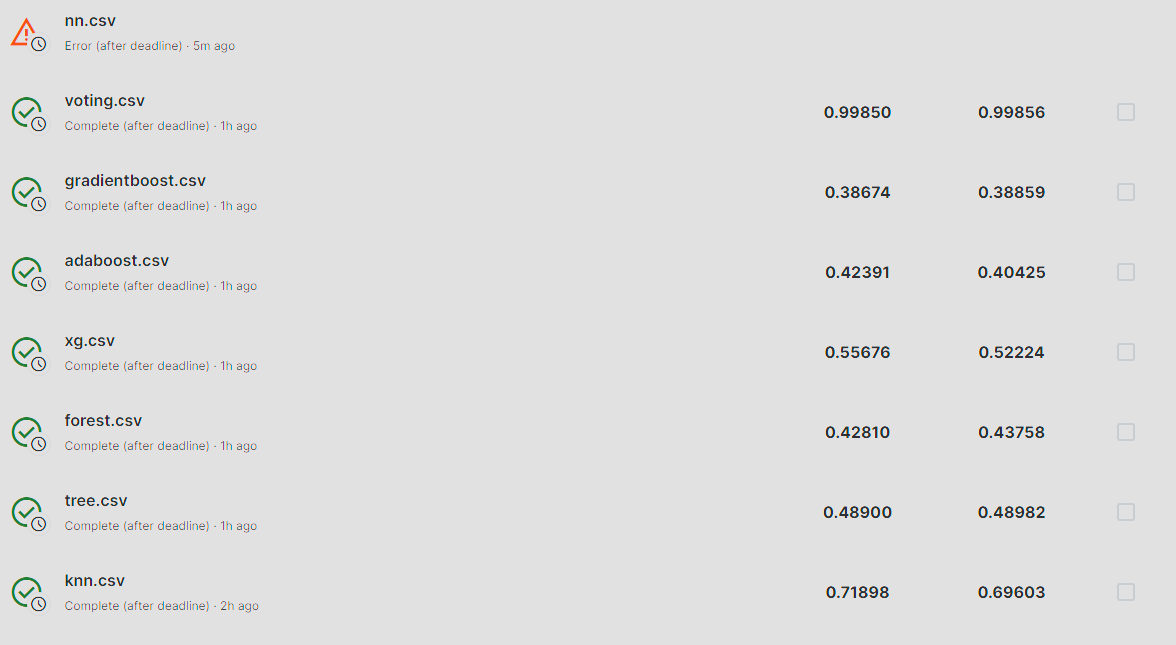 nn.csv
Error (after deadline) · 5m ago
voting.csv
Complete (after deadline) · 1h ago
0.99850 0.99856
gradientboost.csv
Complete (after deadline) · 1h ago
0.38674 0.38859
adaboost.csv
Complete (after deadline) · 1h ago
0.42391 0.40425
xg.csv
Complete (after deadline) · 1h ago
0.55676 0.52224
forest.csv
Complete (after deadline) · 1h ago
0.42810 0.43758
tree.csv
Complete (after deadline) · 1h ago
0.48900 0.48982
knn.csv
Complete (after deadline) · 2h ago
0.71898 0.69603